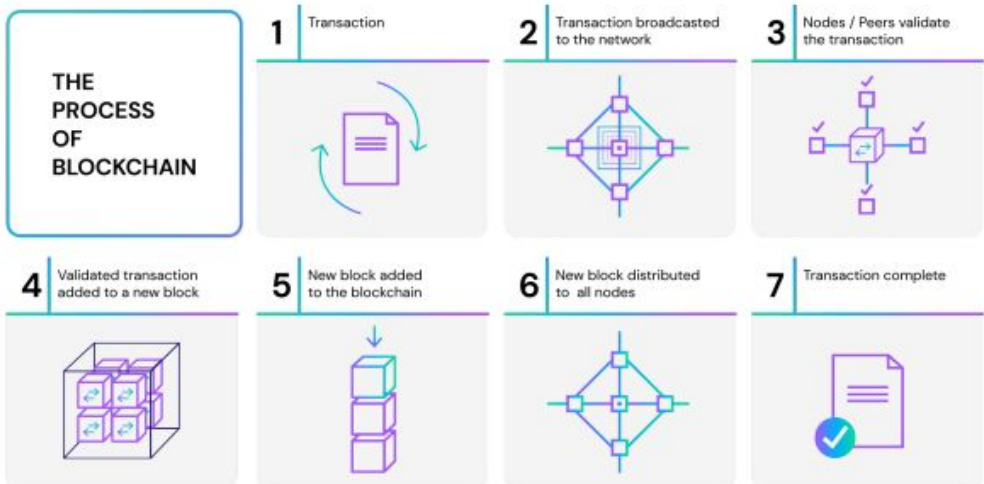 THE
PROCESS
OF
BLOCKCHAIN
1
Transaction
2
Transaction broadcasted
to the network
3
Nodes / Peers validate
the transaction
4
Validated transaction
added to a new block
5
New block added
to the blockchain
6
New block distributed
to all nodes
7
Transaction complete